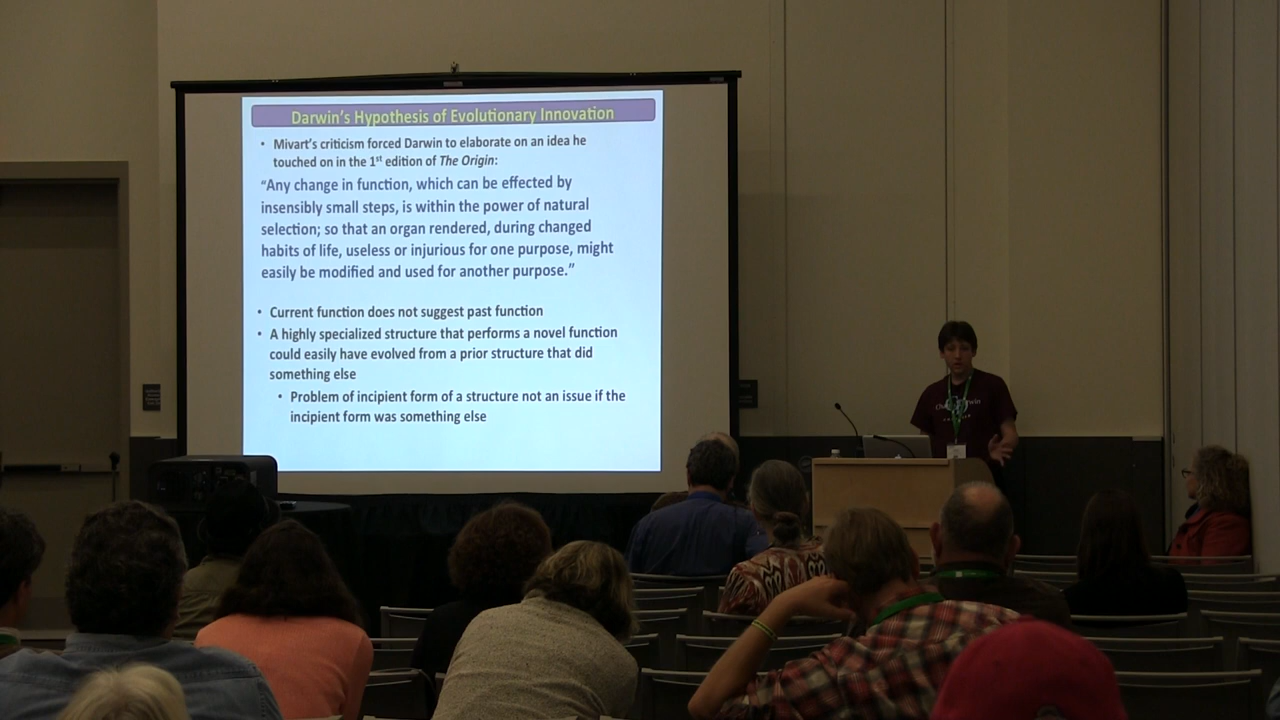 Darwin's Hypothesis of Evolutionary Innovation
• Mivart's criticism forced Darwin to elaborate on an idea he
touched on in the 1st edition of The Origin:
"Any change in function, which can be effected by
insensibly small steps, is within the power of natural
selection; so that an organ rendered, during changed
habits of life, useless or injurious for one purpose, might
easily be modified and used for another purpose."
• Current function does not suggest past function
• A highly specialized structure that performs a novel function
could easily have evolved from a prior structure that did
something else
• Problem of incipient form of a structure not an issue if the
incipient form was something else